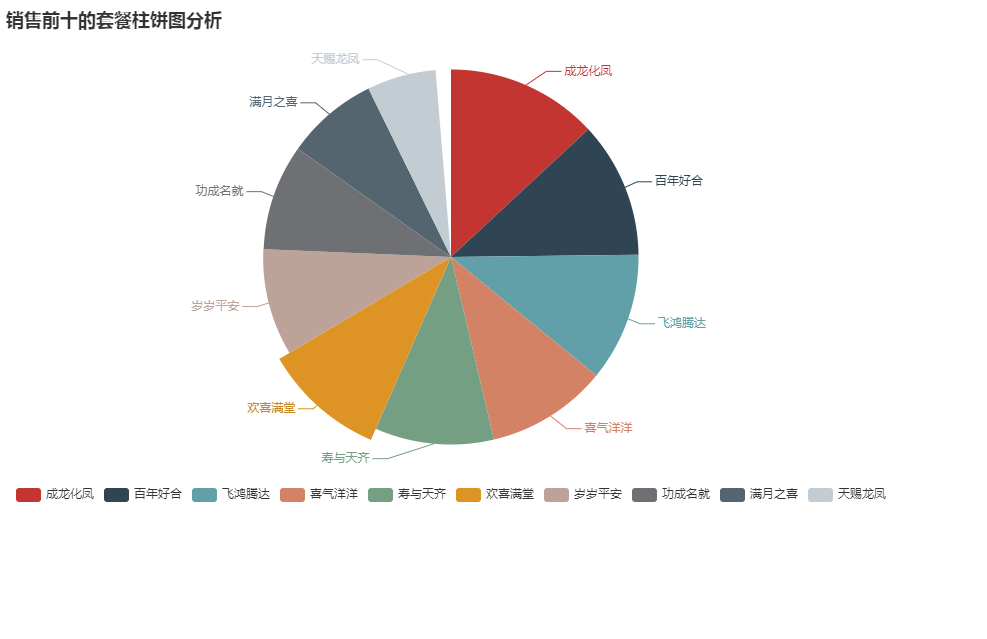 销售前十的套餐柱饼图分析
天赐龙凤
成龙化凤
满月之喜
百年好合
功成名就
岁岁平安
飞鸿腾达
欢喜满堂
喜气洋洋
寿与天齐
成龙化凤 百年好合 飞鸿腾达 喜气洋洋 寿与天齐 欢喜满堂 岁岁平安 功成名就 满月之喜 天赐龙凤